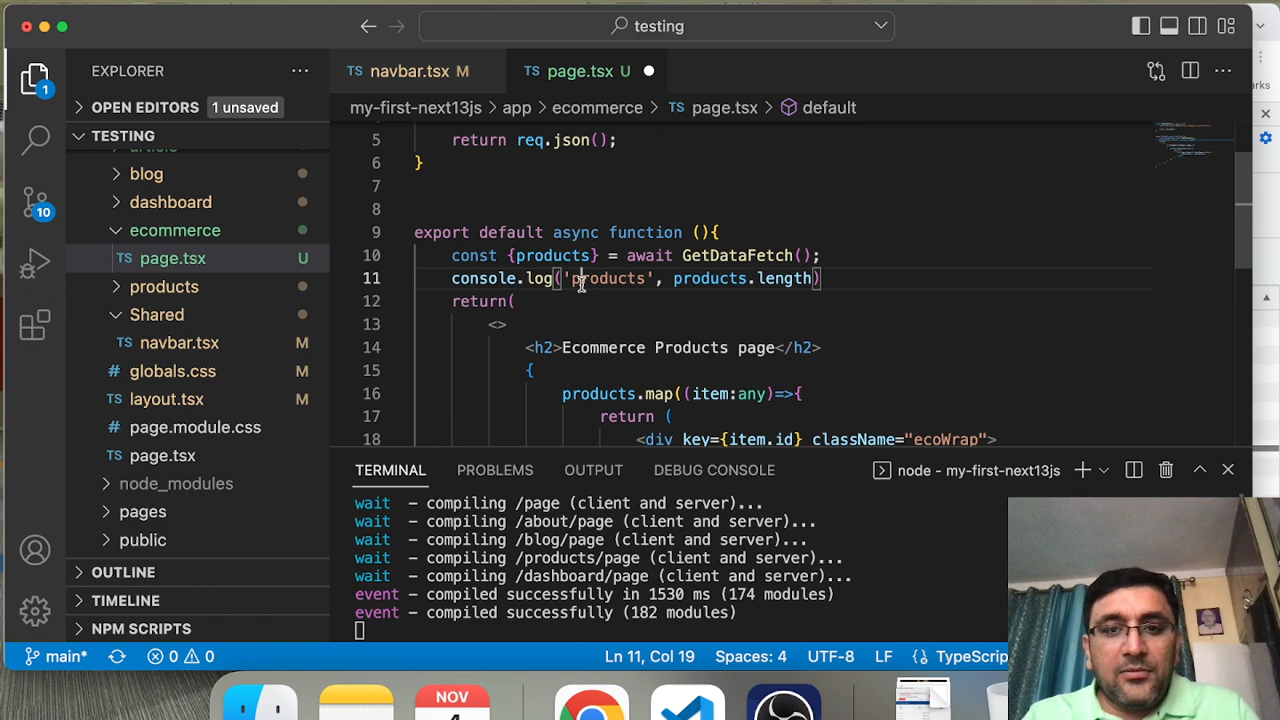 testing
EXPLORER
navbar.tsx M
page.tsx U
1
OPEN EDITORS 1 unsaved
my-first-next13js > app > ecommerce > page.tsx > default
TESTING
blog
dashboard
ecommerce
page.tsx U
products
Shared
navbar.tsx M
globals.css M
layout.tsx M
page.module.css
page.tsx
node_modules
pages
public
OUTLINE
TIMELINE
NPM SCRIPTS
10
5 return req.json();
6 }
7
8
9 export default async function (){
10 const {products} = await GetDataFetch();
11 console.log('products', products.length)
12 return(
13 <>
14 <h2>Ecommerce Products page</h2>
15 {
16 products.map((item:any)=>{
17 return (
18 <div key={item.id} className="ecoWrap">
TERMINAL PROBLEMS OUTPUT DEBUG CONSOLE node - my-first-next13js
wait - compiling /page (client and server)...
wait - compiling /about/page (client and server)...
wait - compiling /blog/page (client and server)...
wait - compiling /products/page (client and server)...
wait - compiling /dashboard/page (client and server)...
event - compiled successfully in 1530 ms (174 modules)
event - compiled successfully (182 modules)
main* 0 0 Ln 11, Col 19 Spaces: 4 UTF-8 LF {} TypeScrip
NOV